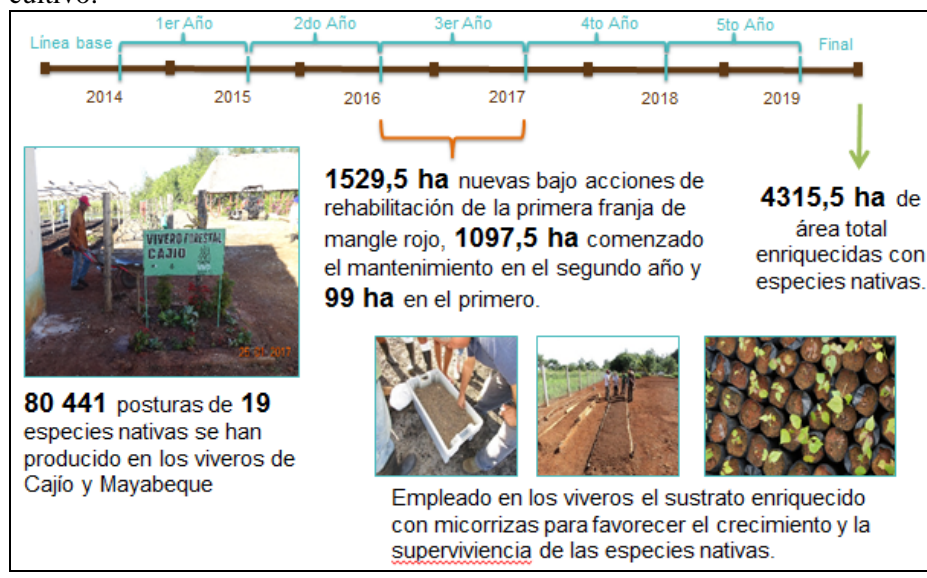 cultivo.
1er Año 2do Año 3er Año 4to Año 5to Año
Línea base Final
2014 2015 2016 2017 2018 2019
VIVERO FORESTAL
CAJIO
1529,5 ha nuevas bajo acciones de
rehabilitación de la primera franja de
mangle rojo, 1097,5 ha comenzado
el mantenimiento en el segundo año y
99 ha en el primero.
4315,5 ha de
área total
enriquecidas con
especies nativas.
80 441 posturas de 19
especies nativas se han
producido en los viveros de
Cajío y Mayabeque
Empleado en los viveros el sustrato enriquecido
con micorrizas para favorecer el crecimiento y la
superviviencia de las especies nativas.